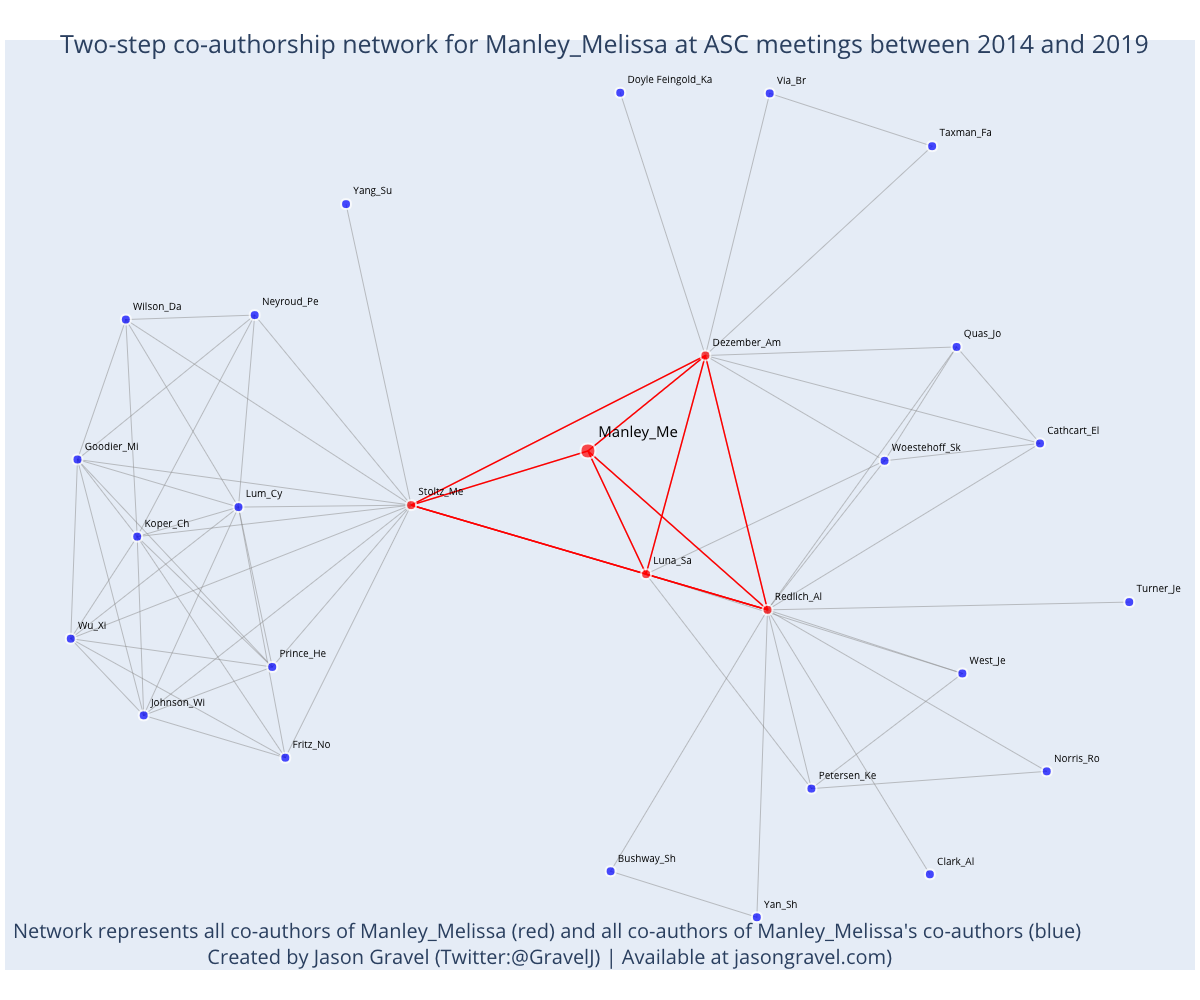 Two-step co-authorship network for Manley_Melissa at ASC meetings between 2014 and 2019
Doyle Feingold_Ka
Via_Br
Taxman_Fa
Yang_Su
Wilson_Da
Neyroud_Pe
Dezember_Am
Quas_Jo
Manley_Me
Cathcart_El
Goodier_Mi
Woestehoff_Sk
Lum_Cy
Stoltz_Me
Koper_Ch
Luna_Sa
Turner_Je
Redlich_Al
Wu_Xi
Prince_He
West_Je
Johnson_Wi
Fritz_No
Norris_Ro
Petersen_Ke
Bushway_Sh
Clark_Al
Yan_Sh
Network represents all co-authors of Manley_Melissa (red) and all co-authors of Manley_Melissa's co-authors (blue)
Created by Jason Gravel (Twitter:@GravelJ) | Available at jasongravel.com)